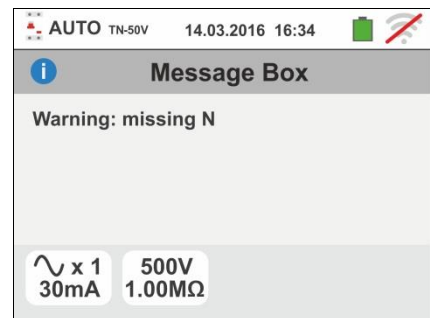 AUTO TN-50V 14.03.2016 16:34
i Message Box
Warning: missing N
x 1 500V
30mA 1.00MΩ